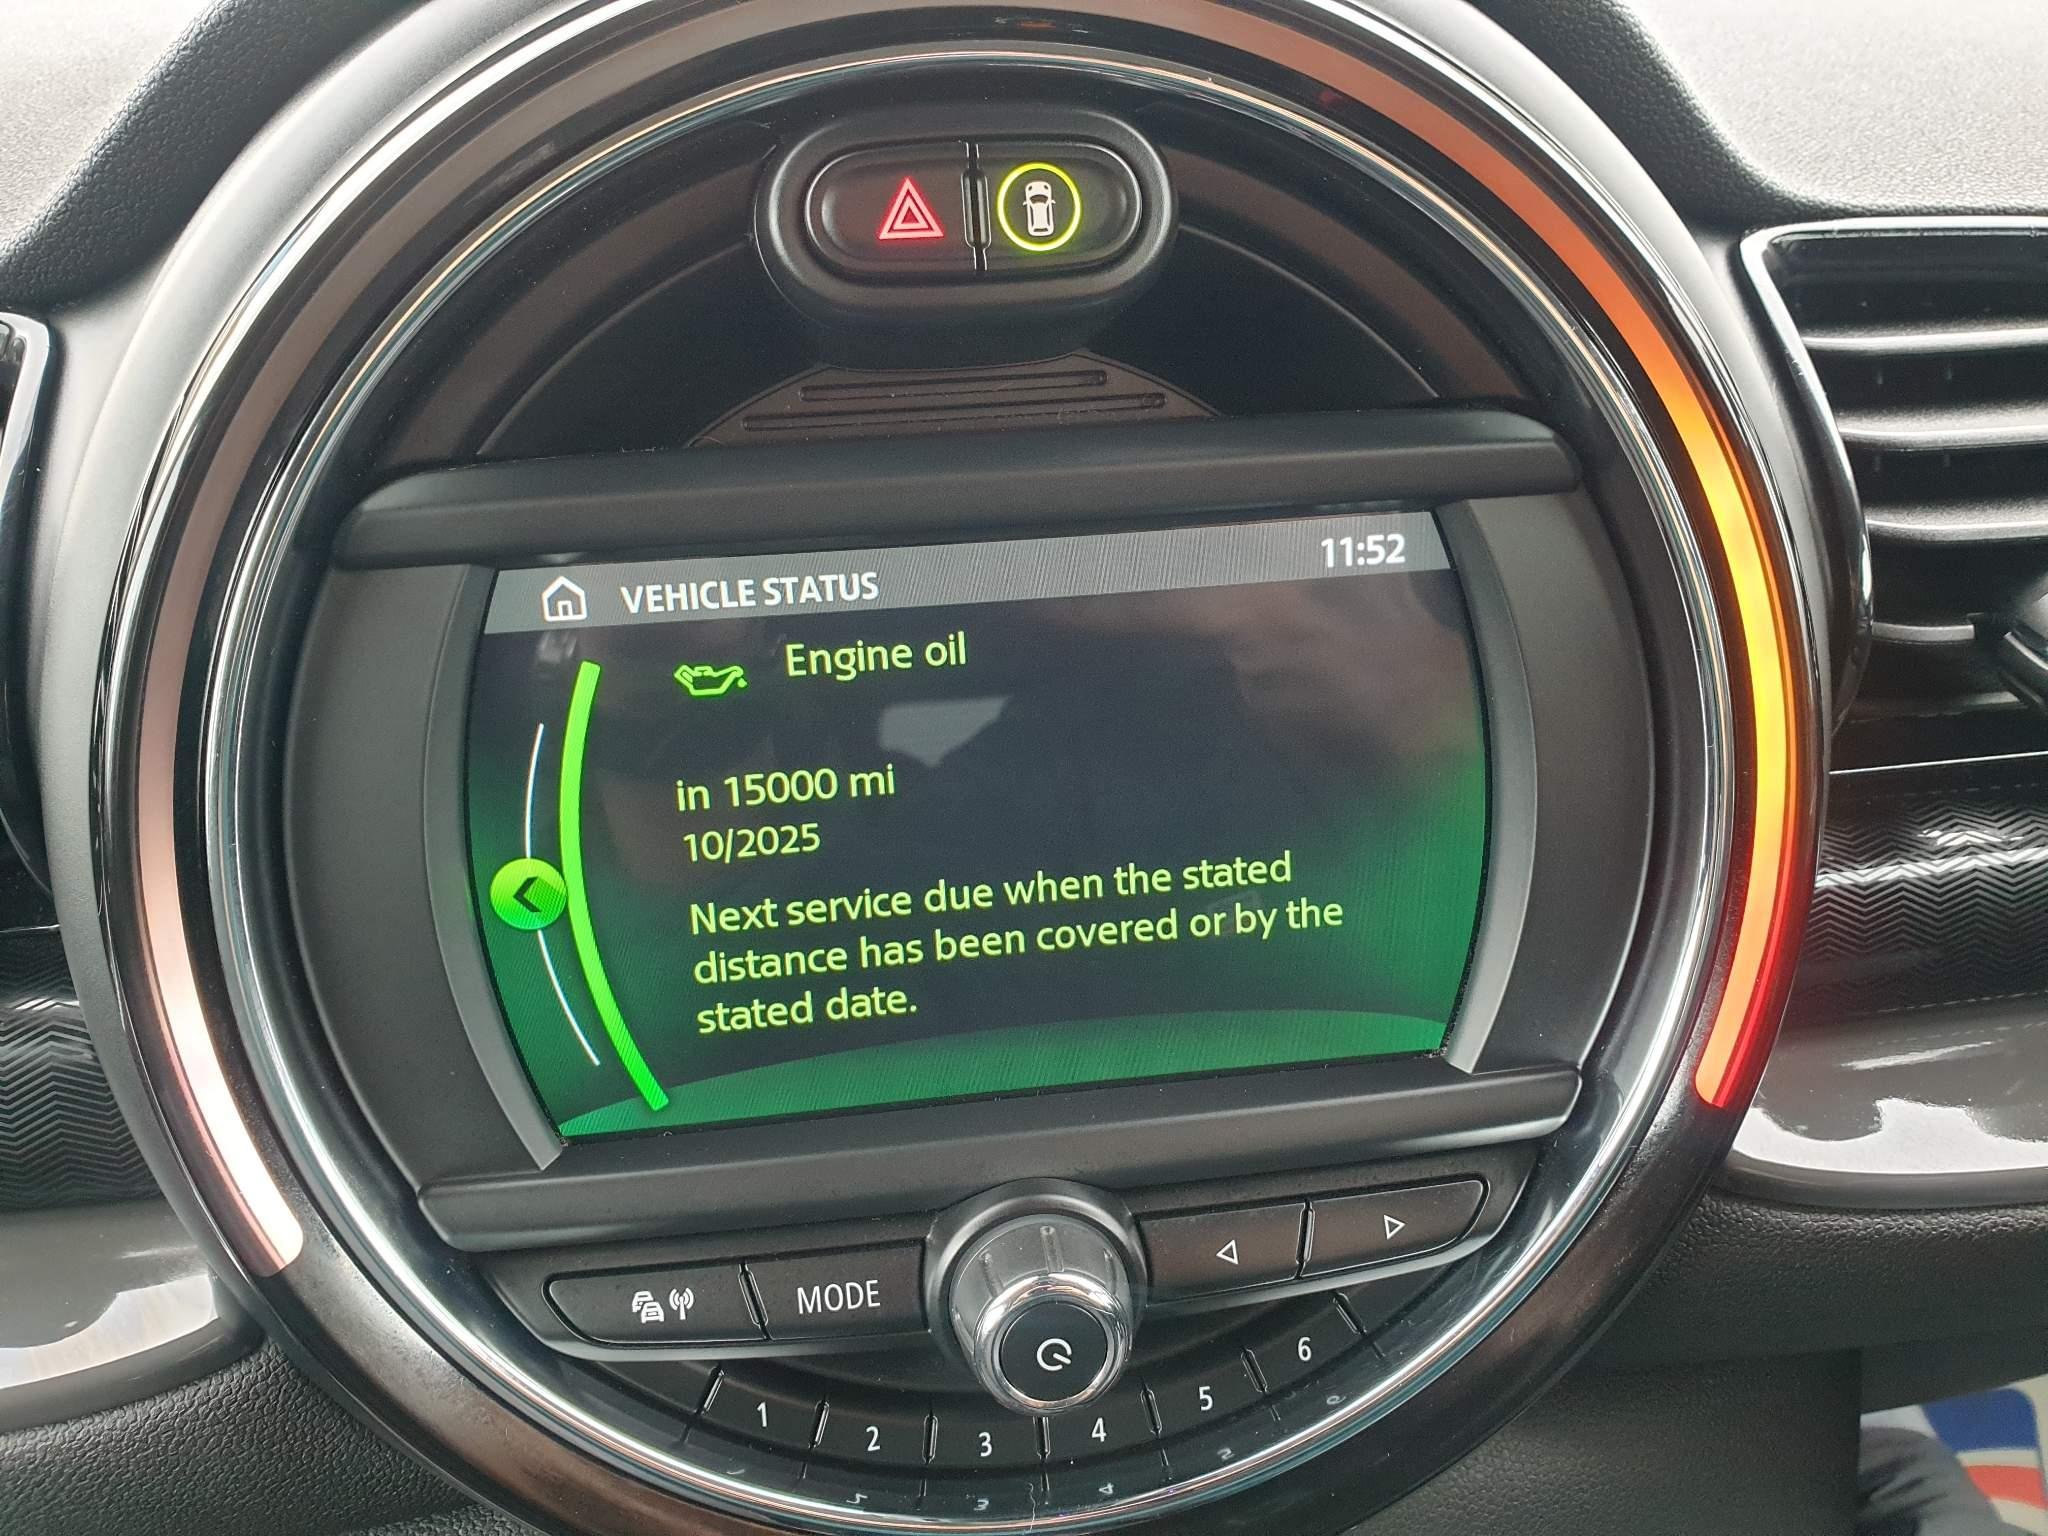 VEHICLE STATUS 11:52
Engine oil
in 15000 mi
10/2025
Next service due when the stated
distance has been covered or by the
stated date.
MODE
1 2 3 4 5 6